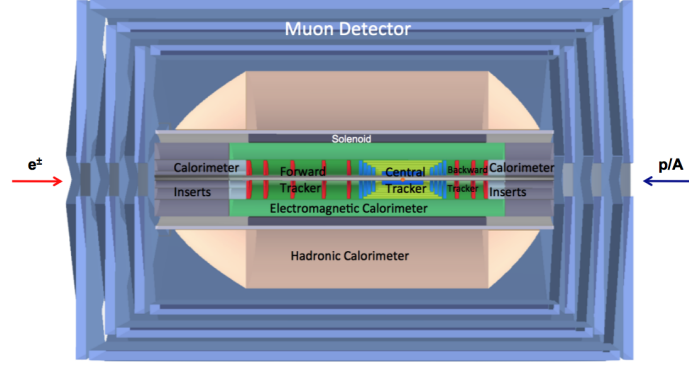 Muon Detector
Solenoid
e±
p/A
Calorimeter
Inserts
Forward
Tracker
Central
Tracker
Backward
Tracker
Calorimeter
Inserts
Electromagnetic Calorimeter
Hadronic Calorimeter